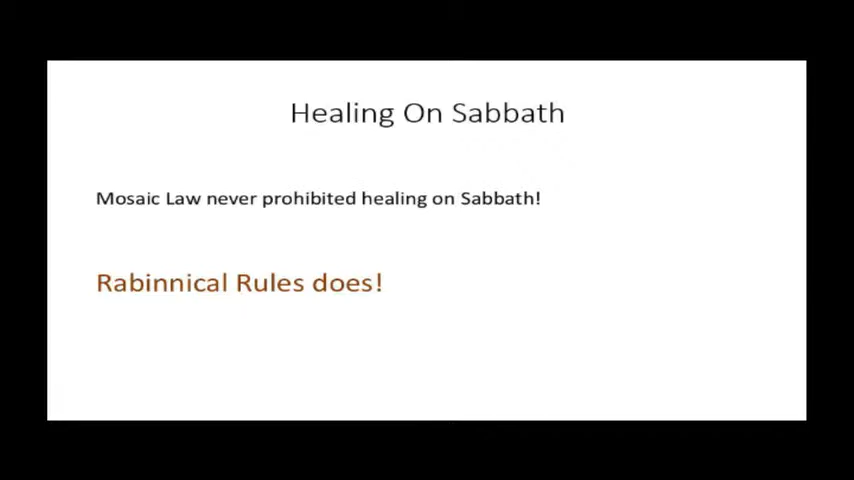 Healing On Sabbath
Mosaic Law never prohibited healing on Sabbath!
Rabinnical Rules does!